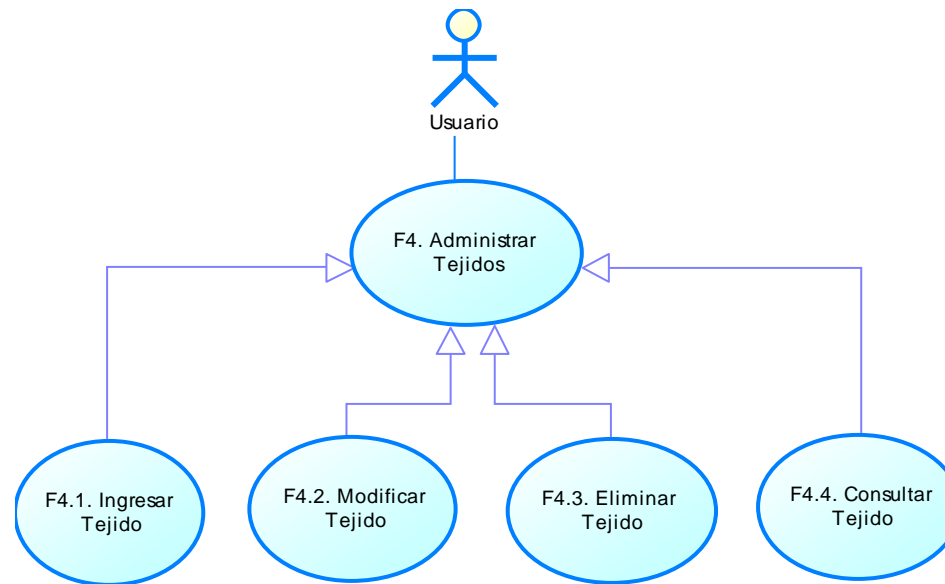 Usuario
F4. Administrar
Tejidos
F4.1. Ingresar
Tejido
F4.2. Modificar
Tejido
F4.3. Eliminar
Tejido
F4.4. Consultar
Tejido